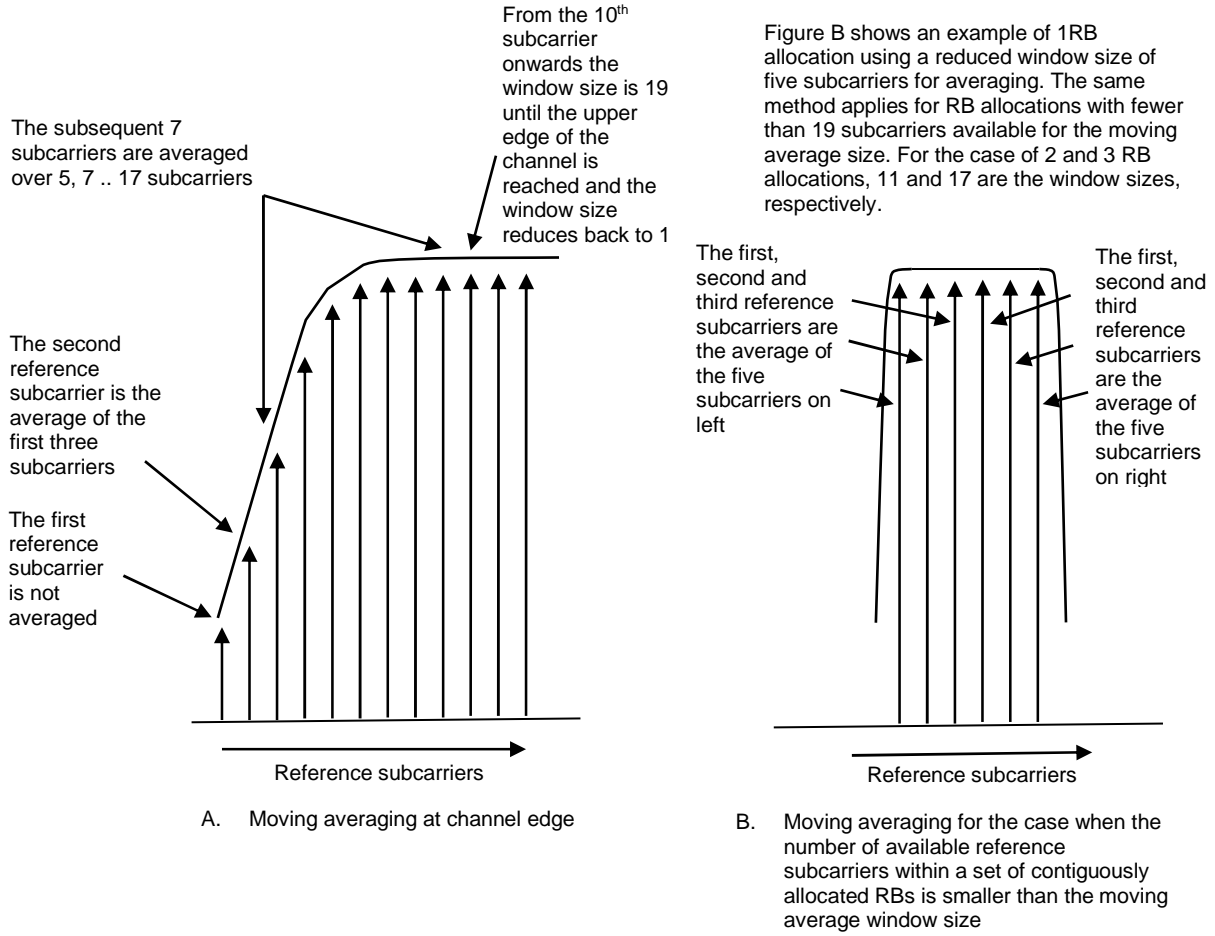 From the 10th
subcarrier
onwards the
window size is 19
until the upper
edge of the
channel is
reached and the
window size
reduces back to 1
The subsequent 7
subcarriers are averaged
over 5, 7 .. 17 subcarriers
The second
reference
subcarrier is the
average of the
first three
subcarriers
The first
reference
subcarrier
is not
averaged
Reference subcarriers
A. Moving averaging at channel edge
Figure B shows an example of 1RB
allocation using a reduced window size of
five subcarriers for averaging. The same
method applies for RB allocations with fewer
than 19 subcarriers available for the moving
average size. For the case of 2 and 3 RB
allocations, 11 and 17 are the window sizes,
respectively.
The first,
second and
third reference
subcarriers are
the average of
the five
subcarriers on
left
The first,
second and
third
reference
subcarriers
are the
average of
the five
subcarriers
on right
Reference subcarriers
B. Moving averaging for the case when the
number of available reference
subcarriers within a set of contiguously
allocated RBs is smaller than the moving
average window size